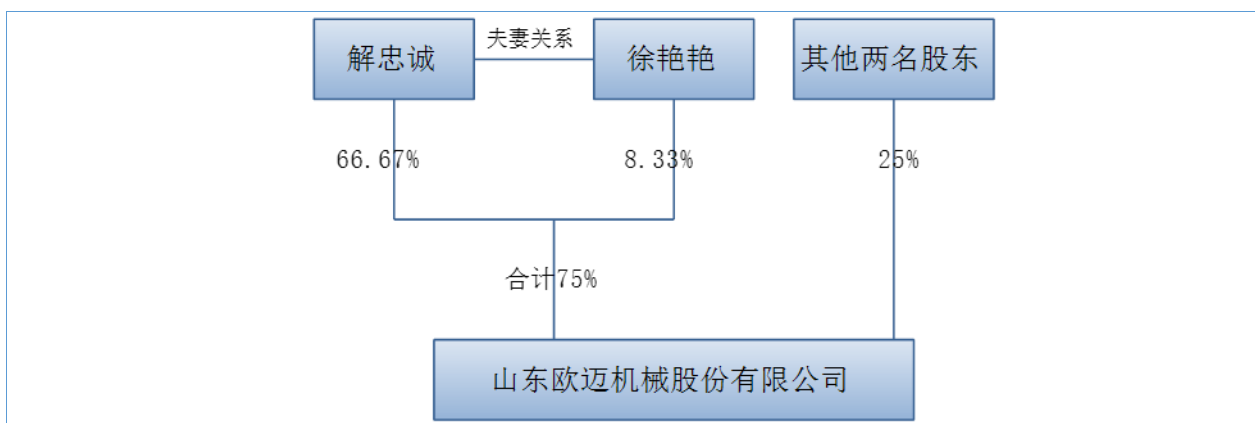 夫妻关系
解忠诚
徐艳艳
其他两名股东
66.67%
8.33%
25%
合计75%
山东欧迈机械股份有限公司